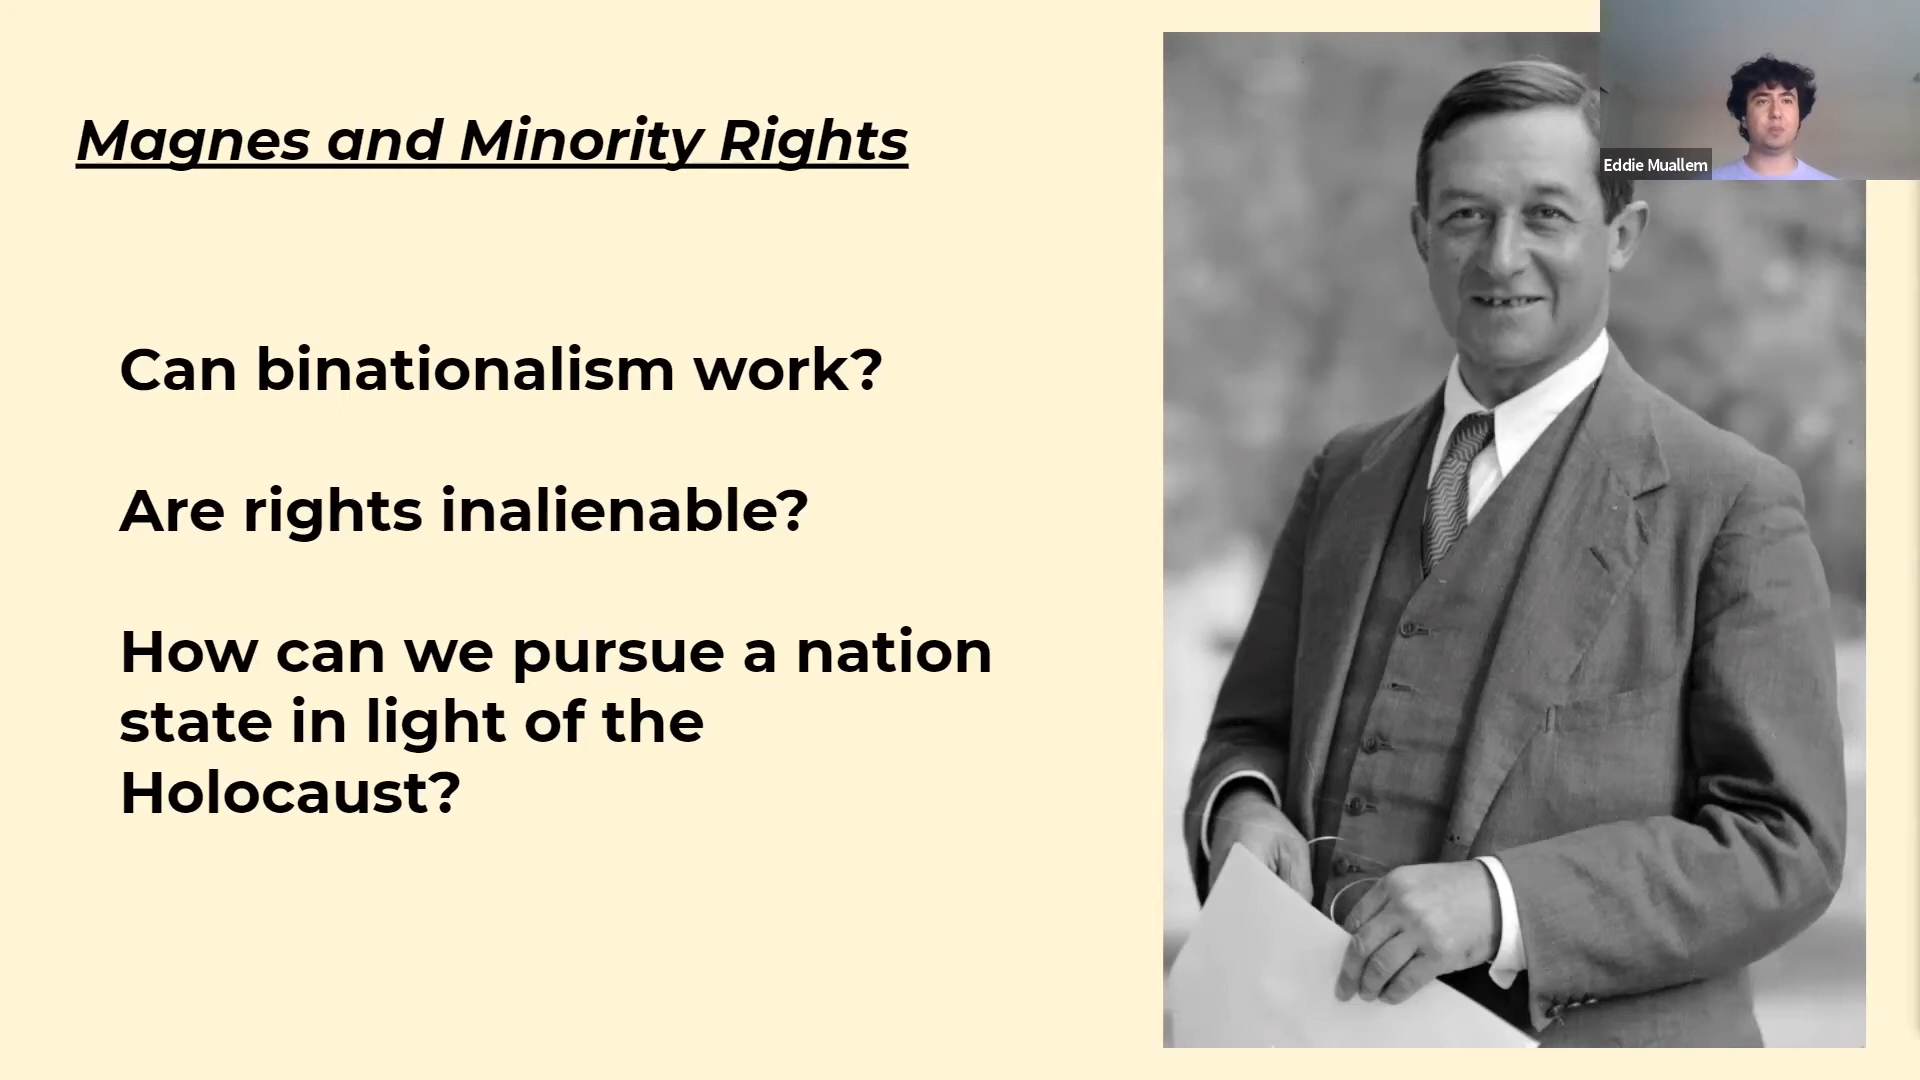 Magnes and Minority Rights
Eddie Muallem
Can binationalism work?
Are rights inalienable?
How can we pursue a nation
state in light of the
Holocaust?